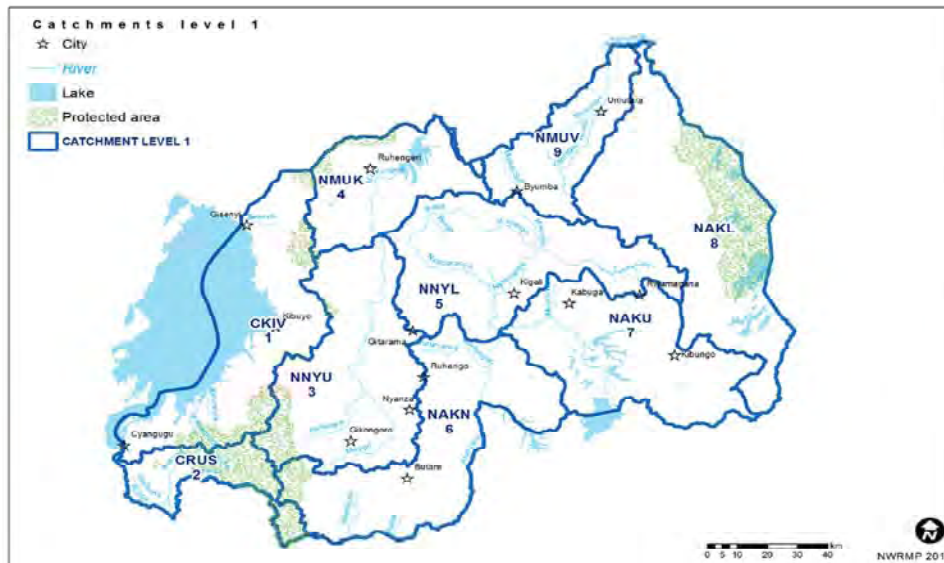 Catchments level 1
City
River
Lake
Protected area
CATCHMENT LEVEL 1
Umutara
NMUV
9
Ruhengeri
NMUK
4
Byumba
Gisenyi
NAKL
8
Kigali
Kabuga
Rwamagana
NNYL
5
NAKU
7
CKIV
1
Kibuye
Gitarama
Kibungo
NNYU
3
Ruhango
Nyanza
NAKN
6
Gikongoro
Cyangugu
CRUS
2
Butare
0 5 10 20 30 40 km
NWRMP 201